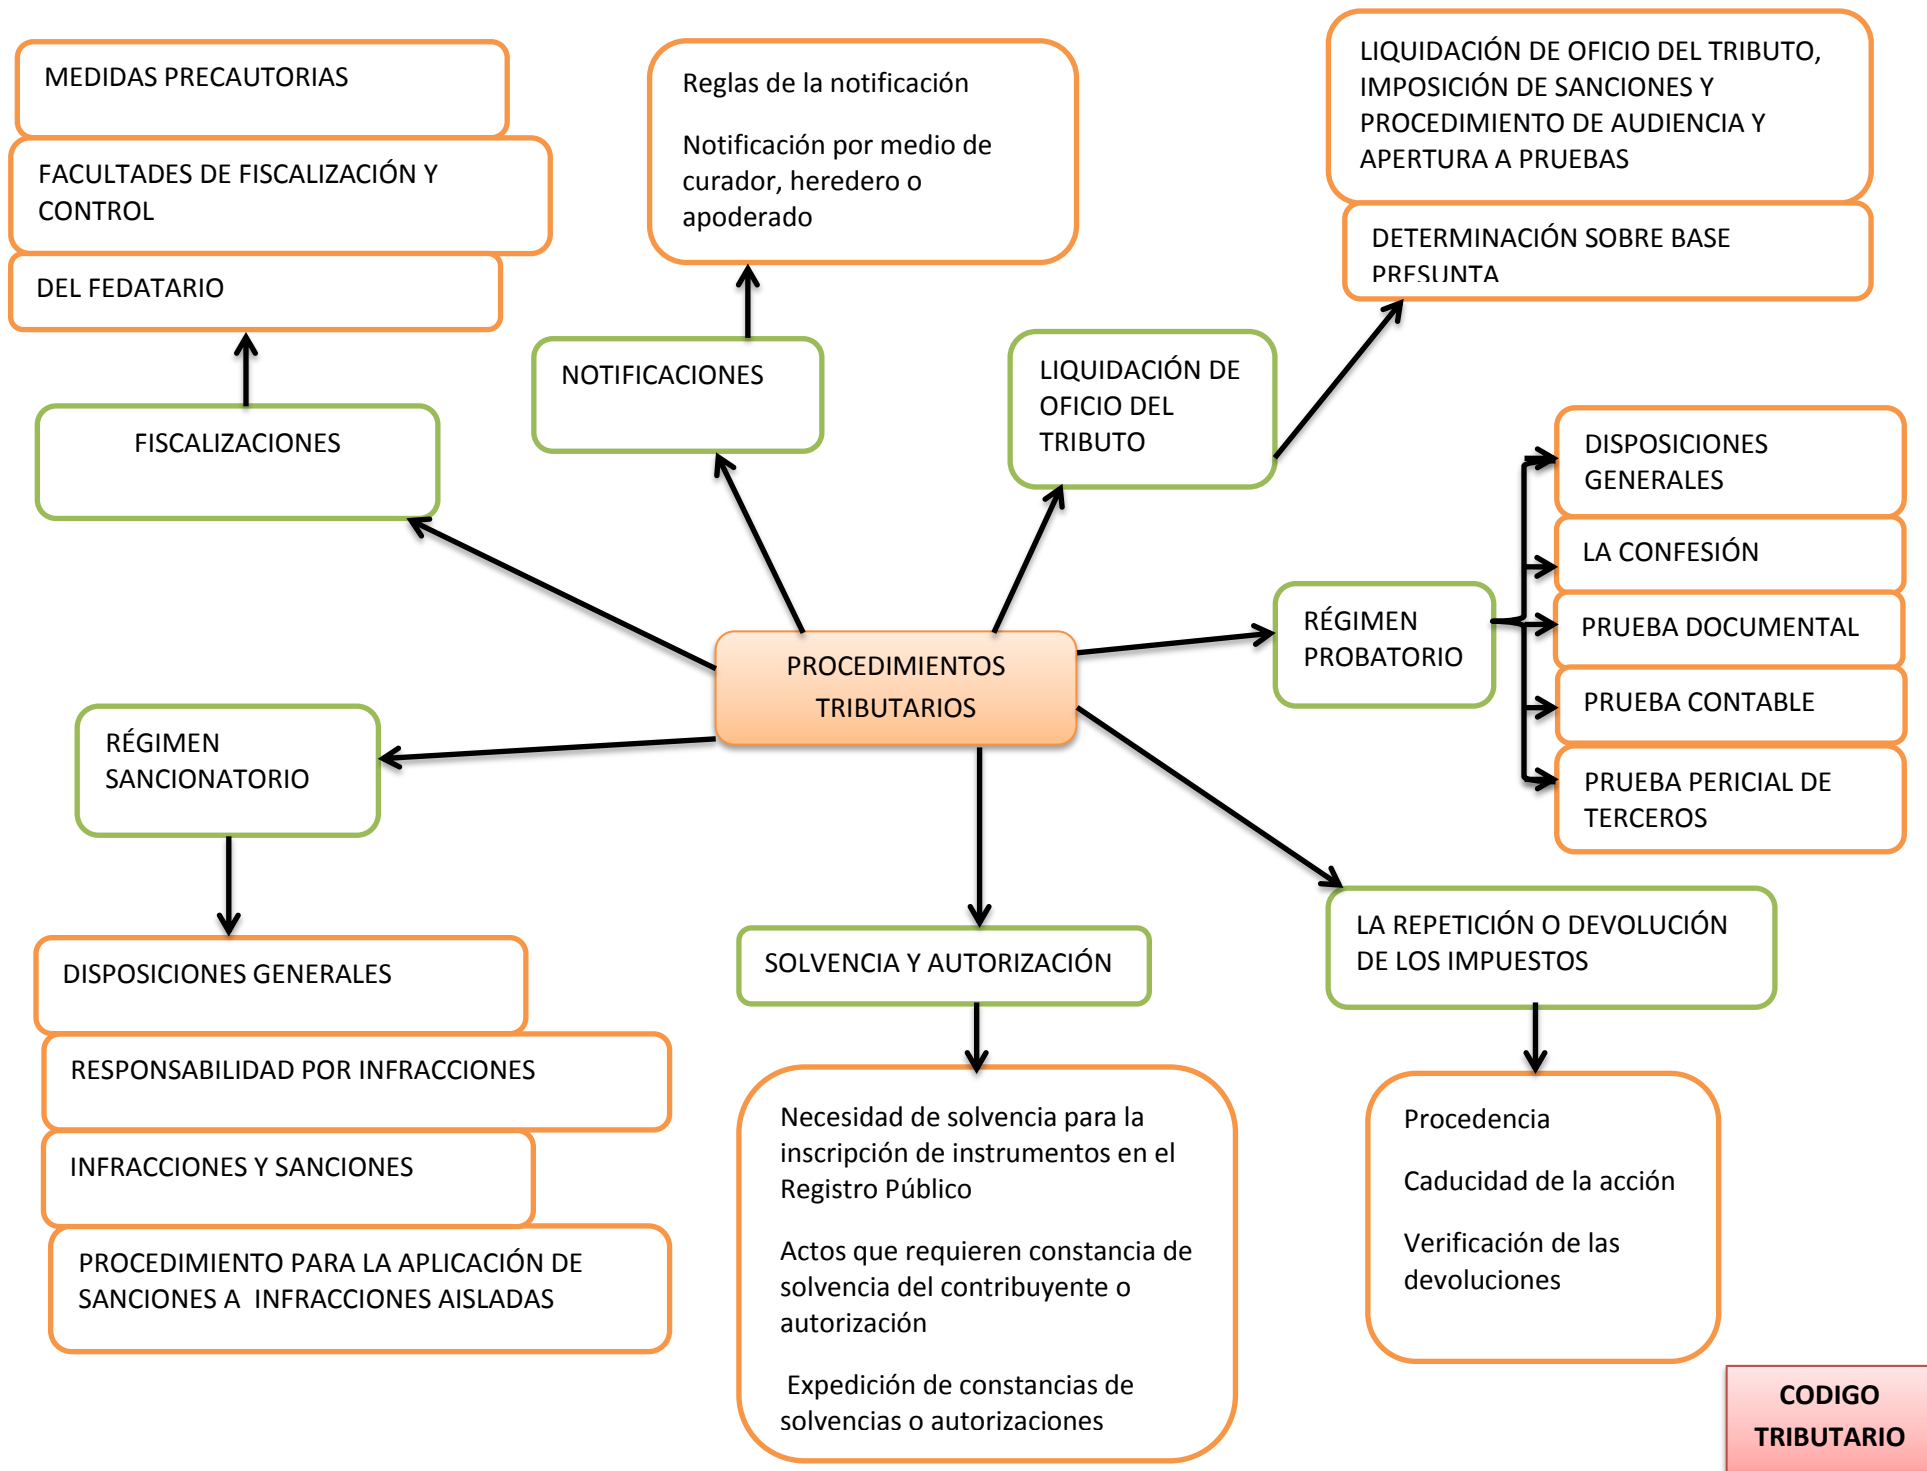 MEDIDAS PRECAUTORIAS
FACULTADES DE FISCALIZACIÓN Y
CONTROL
DEL FEDATARIO
FISCALIZACIONES
Reglas de la notificación
Notificación por medio de
curador, heredero o
apoderado
NOTIFICACIONES
LIQUIDACIÓN DE OFICIO DEL TRIBUTO,
IMPOSICIÓN DE SANCIONES Y
PROCEDIMIENTO DE AUDIENCIA Y
APERTURA A PRUEBAS
DETERMINACIÓN SOBRE BASE
PRESUNTA
LIQUIDACIÓN DE
OFICIO DEL
TRIBUTO
DISPOSICIONES
GENERALES
LA CONFESIÓN
PRUEBA DOCUMENTAL
PRUEBA CONTABLE
PRUEBA PERICIAL DE
TERCEROS
RÉGIMEN
PROBATORIO
PROCEDIMIENTOS
TRIBUTARIOS
RÉGIMEN
SANCIONATORIO
DISPOSICIONES GENERALES
RESPONSABILIDAD POR INFRACCIONES
INFRACCIONES Y SANCIONES
PROCEDIMIENTO PARA LA APLICACIÓN DE
SANCIONES A  INFRACCIONES AISLADAS
SOLVENCIA Y AUTORIZACIÓN
Necesidad de solvencia para la
inscripción de instrumentos en el
Registro Público
Actos que requieren constancia de
solvencia del contribuyente o
autorización
Expedición de constancias de
solvencias o autorizaciones
LA REPETICIÓN O DEVOLUCIÓN
DE LOS IMPUESTOS
Procedencia
Caducidad de la acción
Verificación de las
devoluciones
CODIGO
TRIBUTARIO